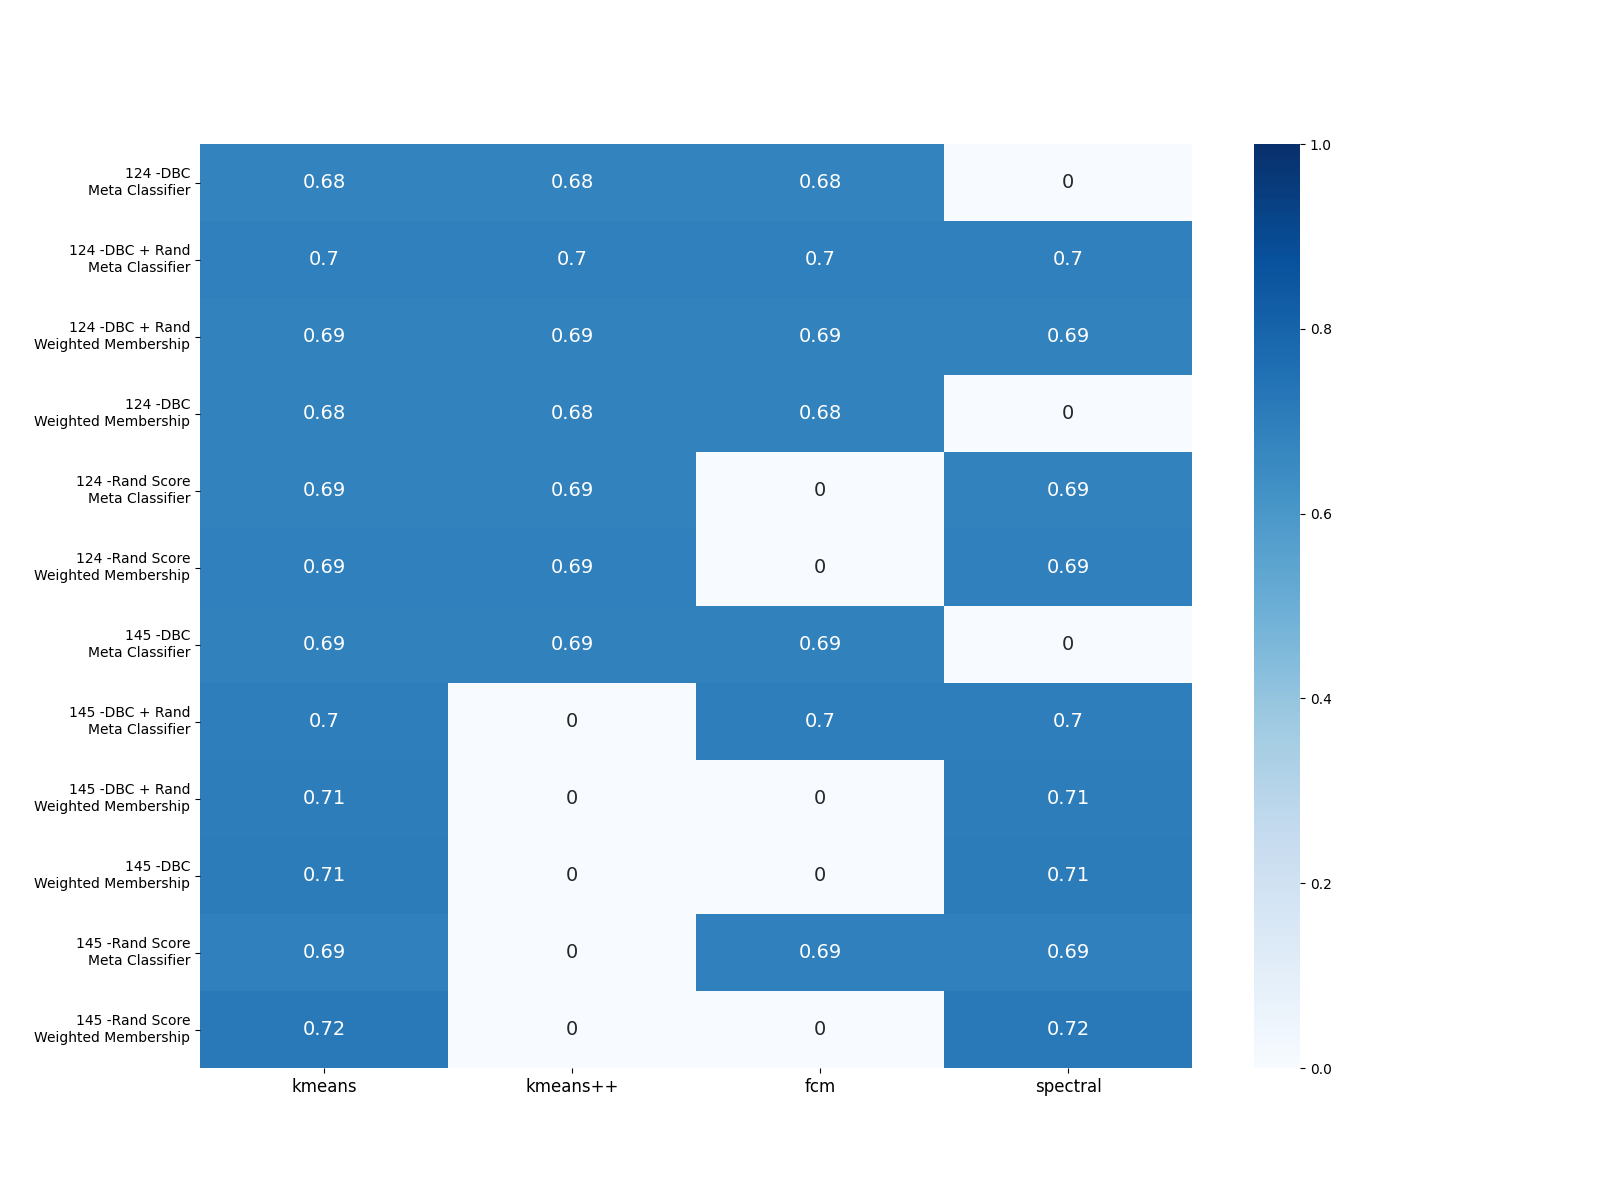 124 -DBC
Meta Classifier
0.68 0.68 0.68 0
124 -DBC + Rand
Meta Classifier
0.7 0.7 0.7 0.7
124 -DBC + Rand
Weighted Membership
0.69 0.69 0.69 0.69
124 -DBC
Weighted Membership
0.68 0.68 0.68 0
124 -Rand Score
Meta Classifier
0.69 0.69 0 0.69
124 -Rand Score
Weighted Membership
0.69 0.69 0 0.69
145 -DBC
Meta Classifier
0.69 0.69 0.69 0
145 -DBC + Rand
Meta Classifier
0.7 0 0.7 0.7
145 -DBC + Rand
Weighted Membership
0.71 0 0 0.71
145 -DBC
Weighted Membership
0.71 0 0 0.71
145 -Rand Score
Meta Classifier
0.69 0 0.69 0.69
145 -Rand Score
Weighted Membership
0.72 0 0 0.72
kmeans kmeans++ fcm spectral
1.0
0.8
0.6
0.4
0.2
0.0